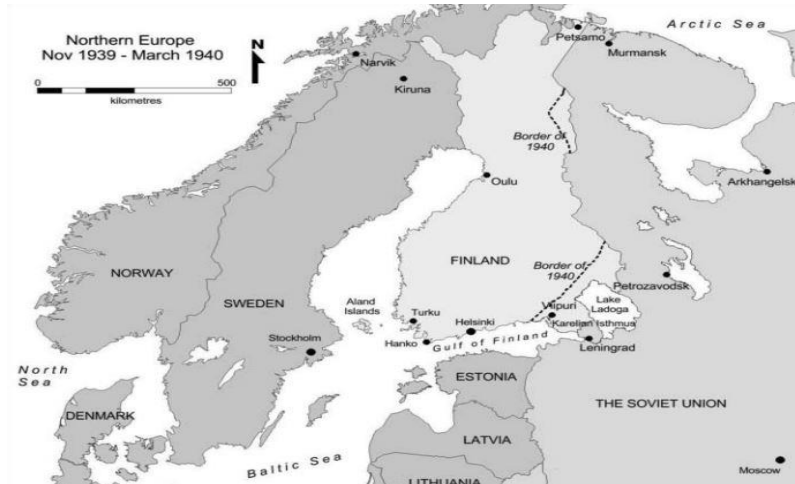 Northern Europe
Nov 1939 - March 1940
N
0
500
kilometres
Arctic Sea
Petsamo
Murmansk
Narvik
Kiruna
Border of
1940
Arkhangelsk
Oulu
NORWAY
FINLAND
Border of
1940
Petrozavodsk
SWEDEN
Aland
Islands
Turku
Helsinki
Viipuri
Lake
Ladoga
Karelian Isthmus
Stockholm
Hanko
Gulf of Finland
Leningrad
North
Sea
ESTONIA
DENMARK
THE SOVIET UNION
LATVIA
Baltic Sea
Moscow
LITHUANIA